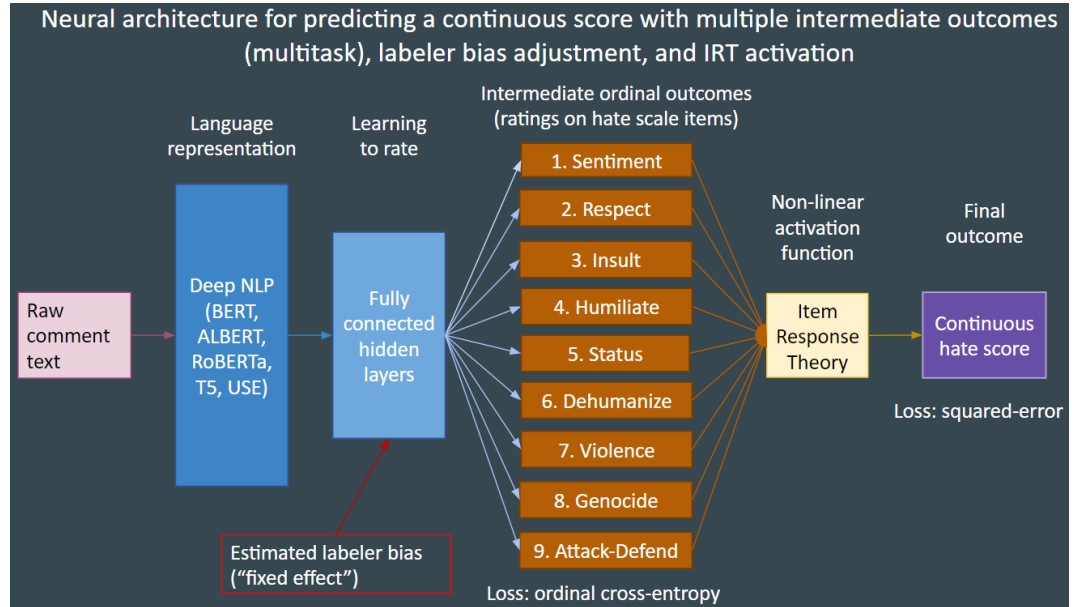 Neural architecture for predicting a continuous score with multiple intermediate outcomes
(multitask), labeler bias adjustment, and IRT activation
Language
representation
Learning
to rate
Intermediate ordinal outcomes
(ratings on hate scale items)
Non-linear
activation
function
Final
outcome
Raw
comment
text
Deep NLP
(BERT,
ALBERT,
RoBERTa,
T5, USE)
Fully
connected
hidden
layers
1. Sentiment
2. Respect
3. Insult
4. Humiliate
5. Status
6. Dehumanize
7. Violence
8. Genocide
9. Attack-Defend
Item
Response
Theory
Continuous
hate score
Loss: squared-error
Estimated labeler bias
(“fixed effect”)
Loss: ordinal cross-entropy